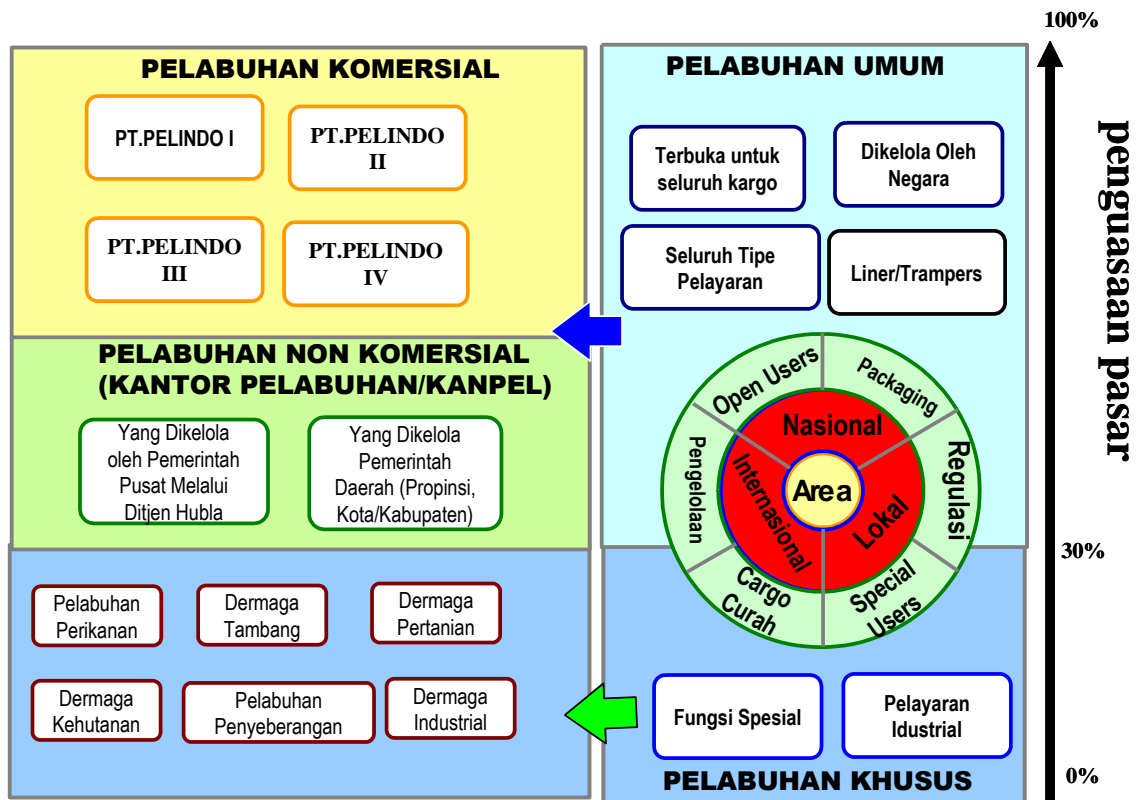 PELABUHAN KOMERSIAL
PT.PELINDO I
PT.PELINDO
II
PT.PELINDO
III
PT.PELINDO
IV
PELABUHAN NON KOMERSIAL
(KANTOR PELABUHAN/KANPEL)
Yang Dikelola
oleh Pemerintah
Pusat Melalui
Ditjen Hubla
Yang Dikelola
Pemerintah
Daerah (Propinsi,
Kota/Kabupaten)
Pelabuhan
Perikanan
Dermaga
Tambang
Dermaga
Pertanian
Dermaga
Kehutanan
Pelabuhan
Penyeberangan
Dermaga
Industrial
PELABUHAN UMUM
Terbuka untuk
seluruh kargo
Dikelola Oleh
Negara
Seluruh Tipe
Pelayaran
Liner/Trampers
Open Users
Packaging
Regulasi
Special
Users
Cargo
Curah
Pengelolaan
Nasional
Lokal
Internasional
Area
Fungsi Spesial
Pelayaran
Idustrial
PELABUHAN KHUSUS
100%
penguasaan pasar
30%
0%